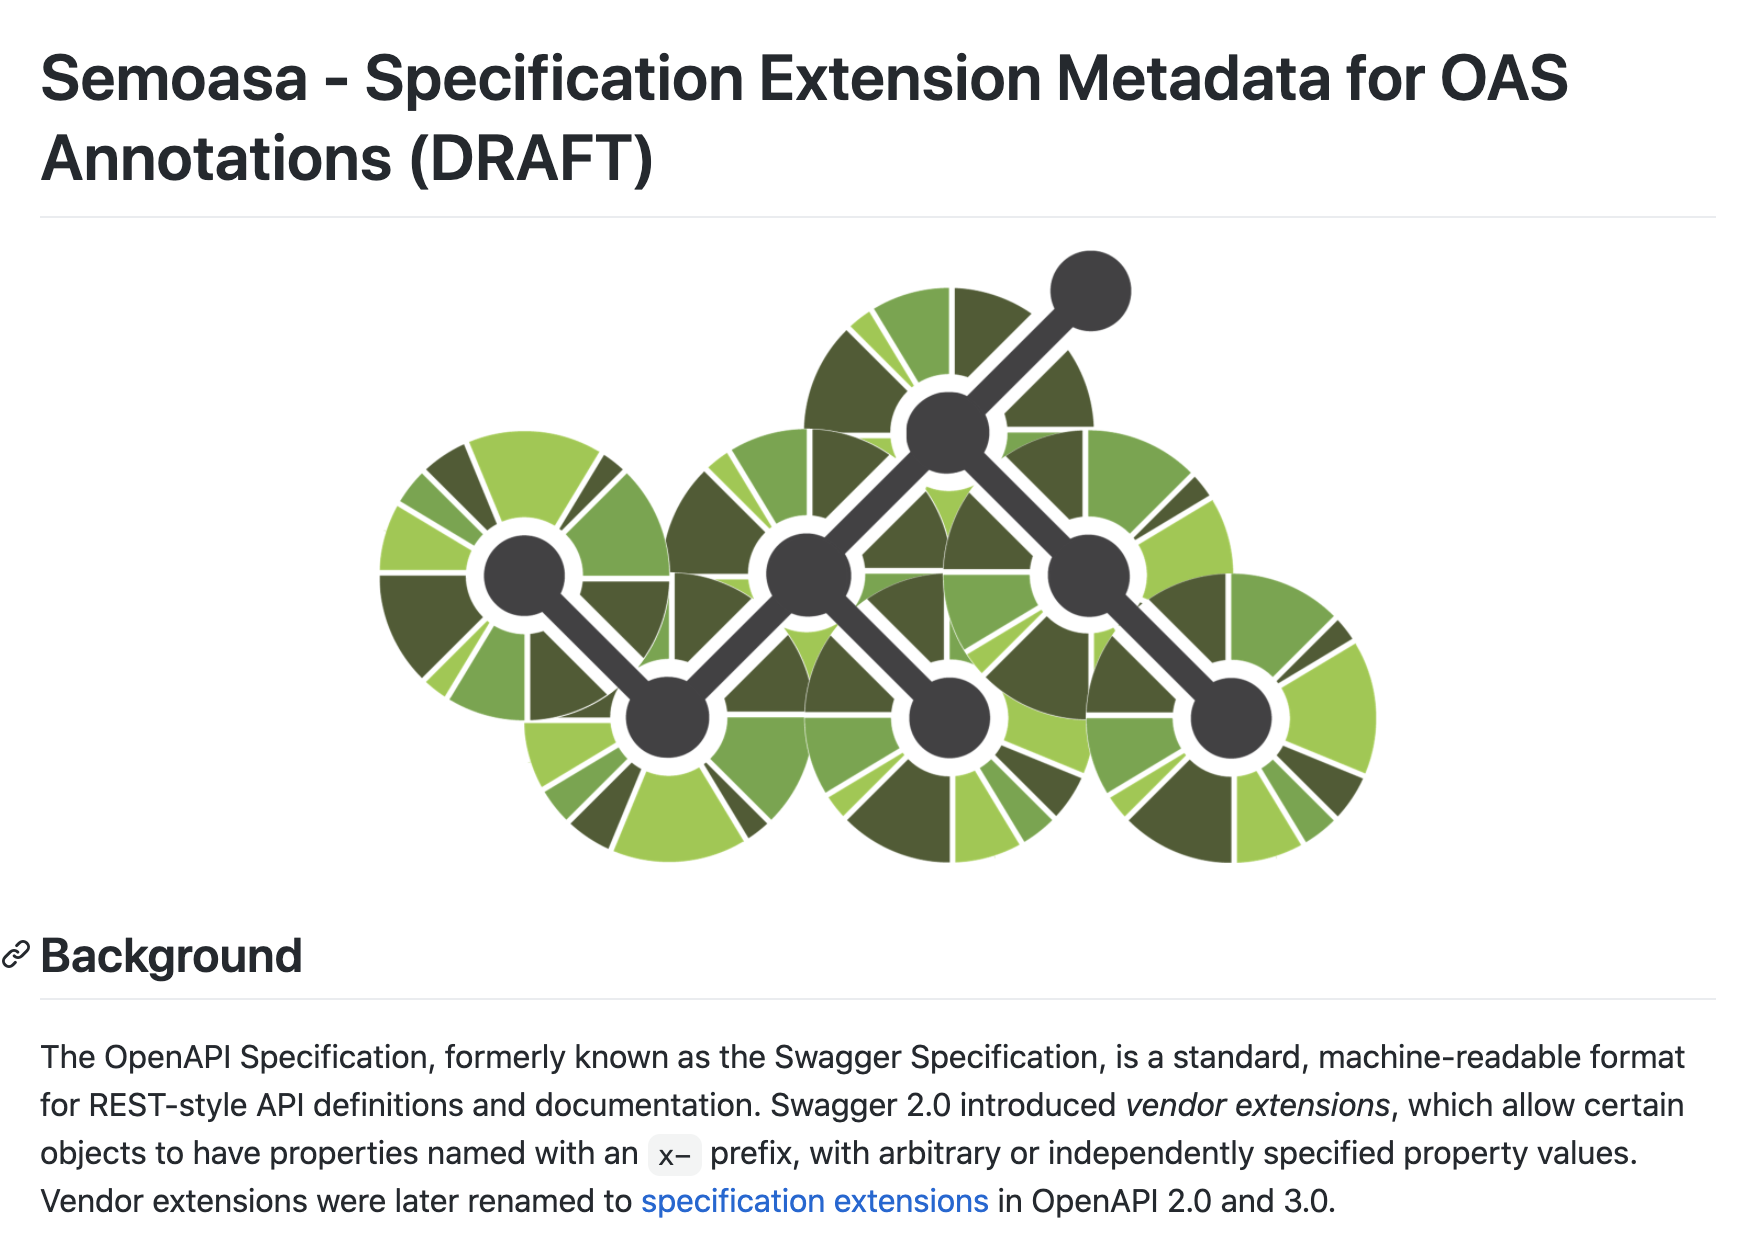 Semoasa - Specification Extension Metadata for OAS
Annotations (DRAFT)
Background
The OpenAPI Specification, formerly known as the Swagger Specification, is a standard, machine-readable format
for REST-style API definitions and documentation. Swagger 2.0 introduced vendor extensions, which allow certain
objects to have properties named with an x- prefix, with arbitrary or independently specified property values.
Vendor extensions were later renamed to specification extensions in OpenAPI 2.0 and 3.0.